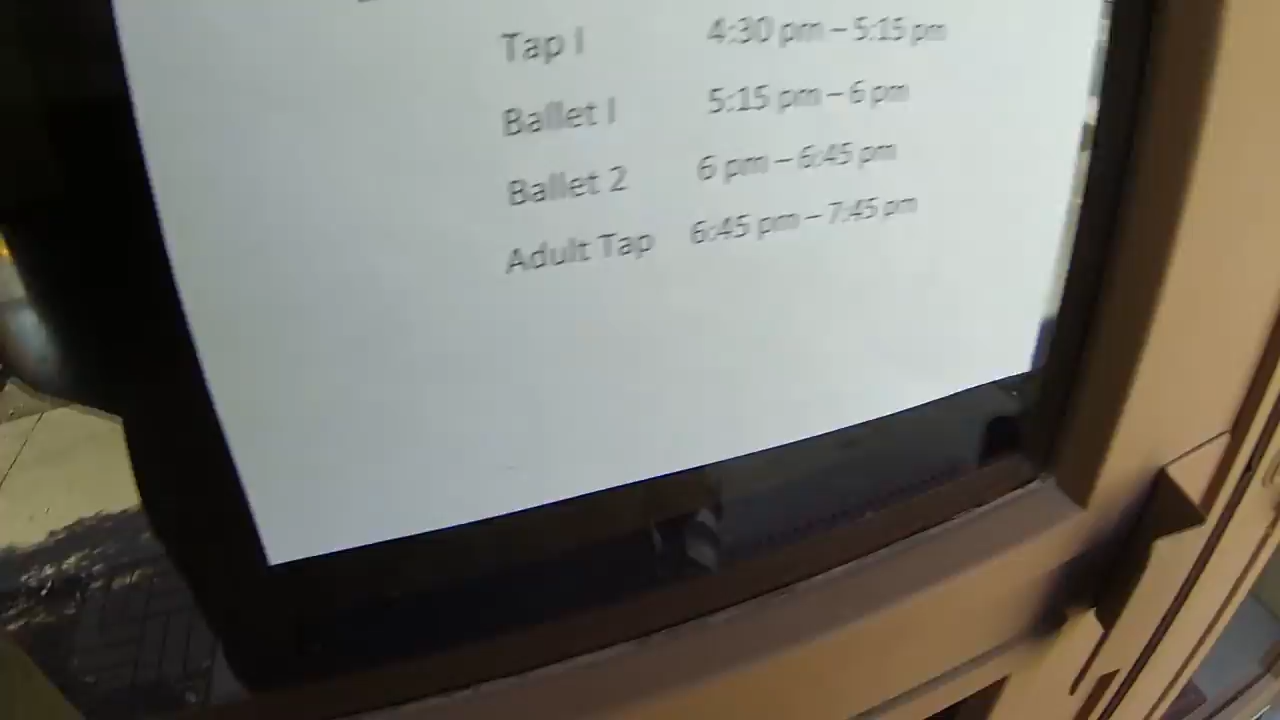 Tap I 4:30 pm – 5:15 pm
Ballet I 5:15 pm – 6 pm
Ballet 2 6 pm – 6:45 pm
Adult Tap 6:45 pm – 7:45 pm